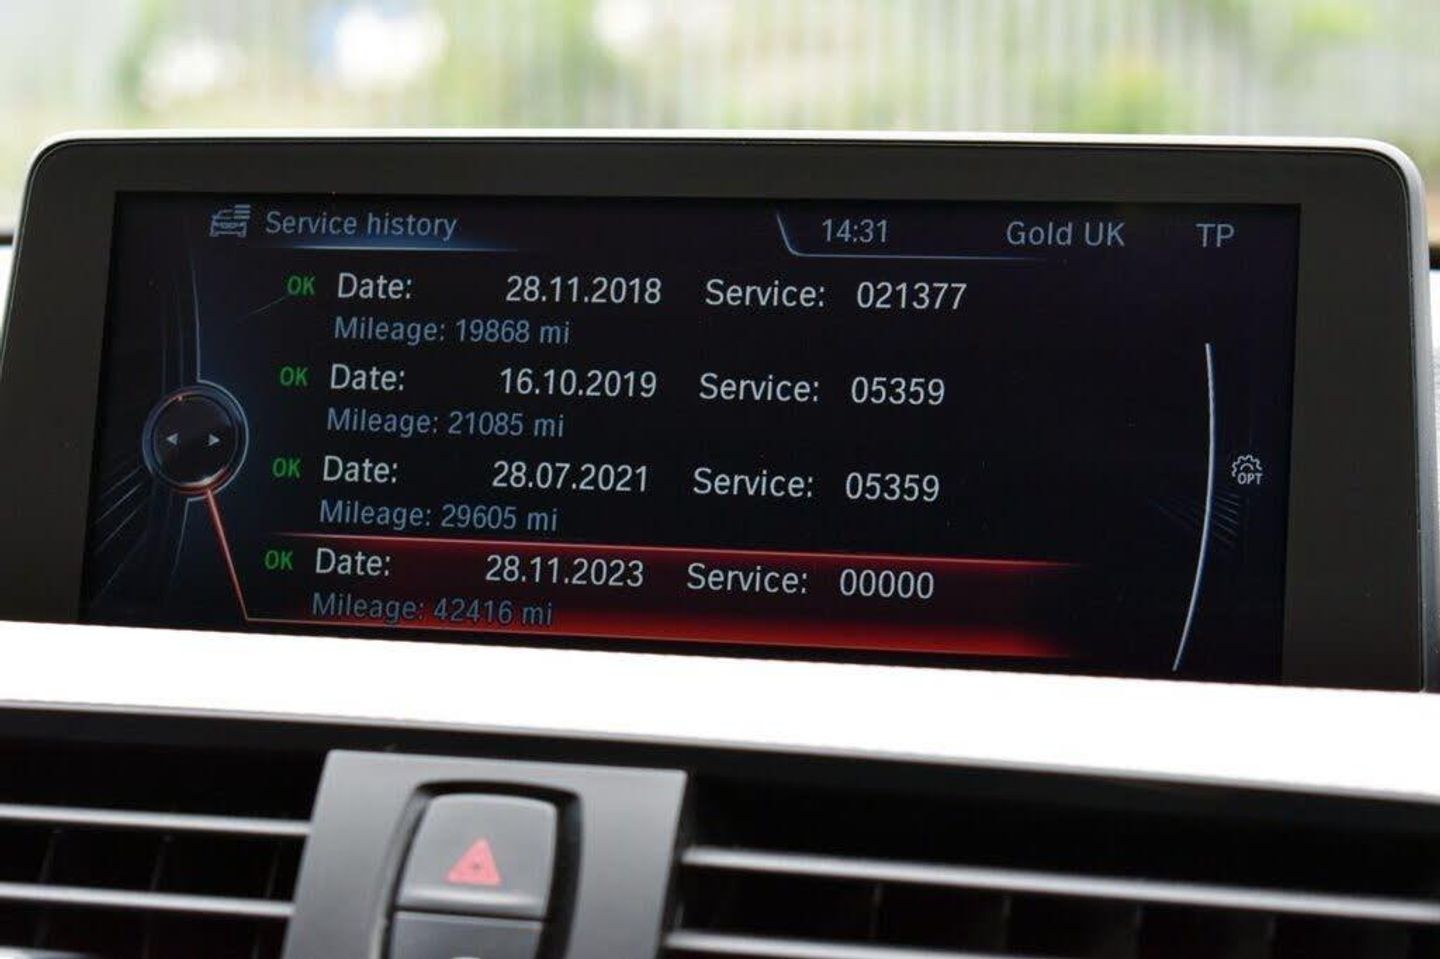 Service history 14:31 Gold UK TP
OK Date: 28.11.2018 Service: 021377
Mileage: 19868 mi
OK Date: 16.10.2019 Service: 05359
Mileage: 21085 mi
OK Date: 28.07.2021 Service: 05359
Mileage: 29605 mi
OPT
OK Date: 28.11.2023 Service: 00000
Mileage: 42416 mi